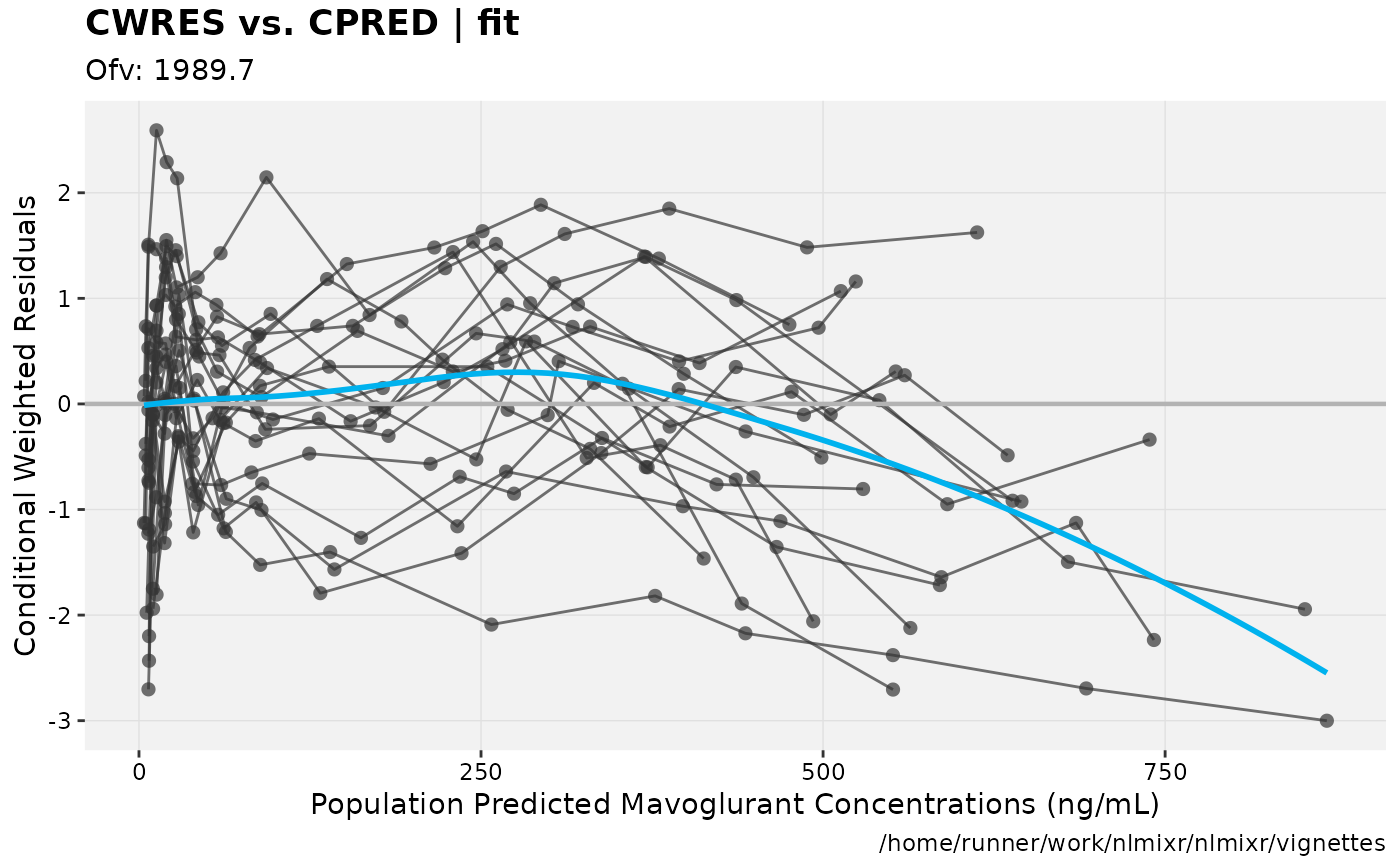 CWRES vs. CPRED | fit
Ofv: 1989.7
Conditional Weighted Residuals
2
1
0
-1
-2
-3
0 250 500 750
Population Predicted Mavoglurant Concentrations (ng/mL)
/home/runner/work/nlmixr/nlmixr/vignettes